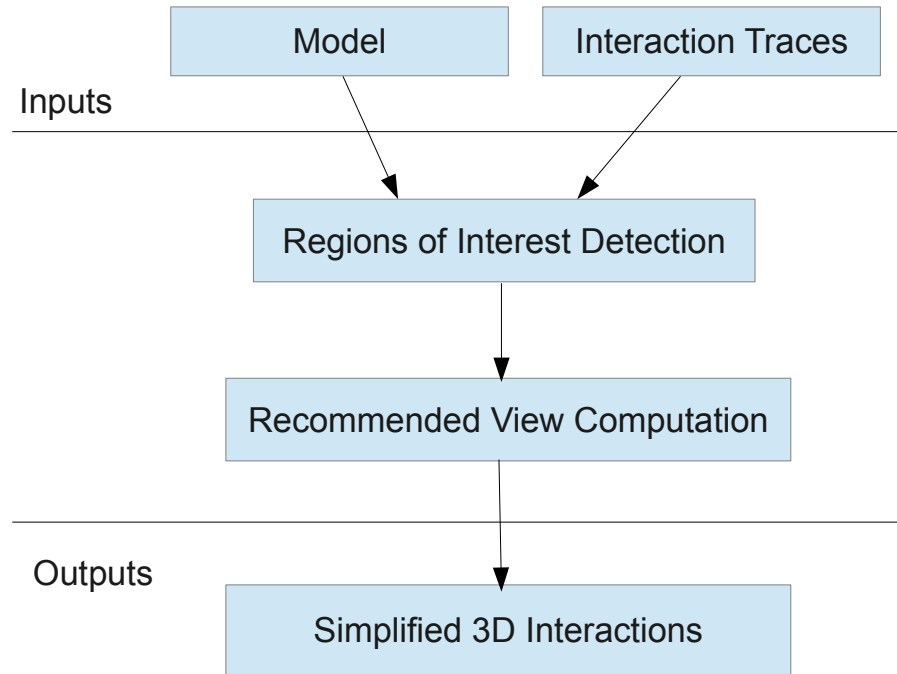 Model
Interaction Traces
Inputs
Regions of Interest Detection
Recommended View Computation
Outputs
Simplified 3D Interactions